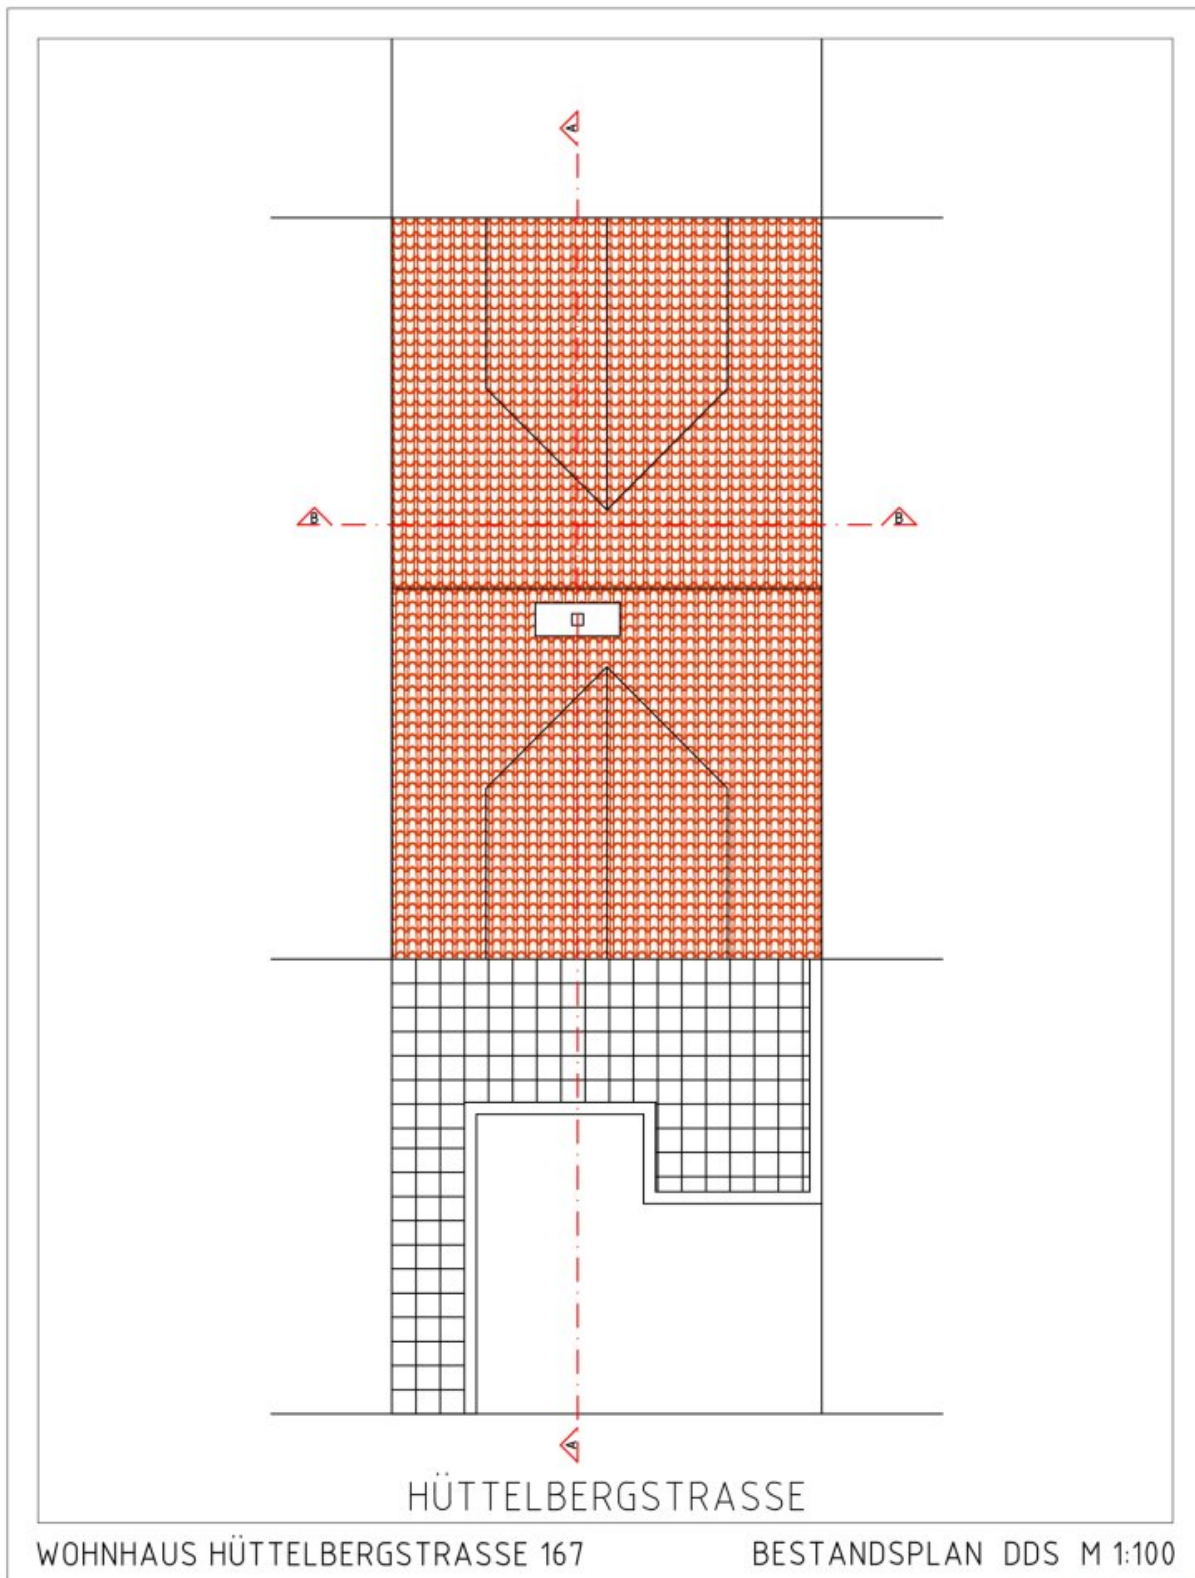 A
B B
A
HÜTTELBERGSTRASSE
WOHNHAUS HÜTTELBERGSTRASSE 167 BESTANDSPLAN DDS M 1:100